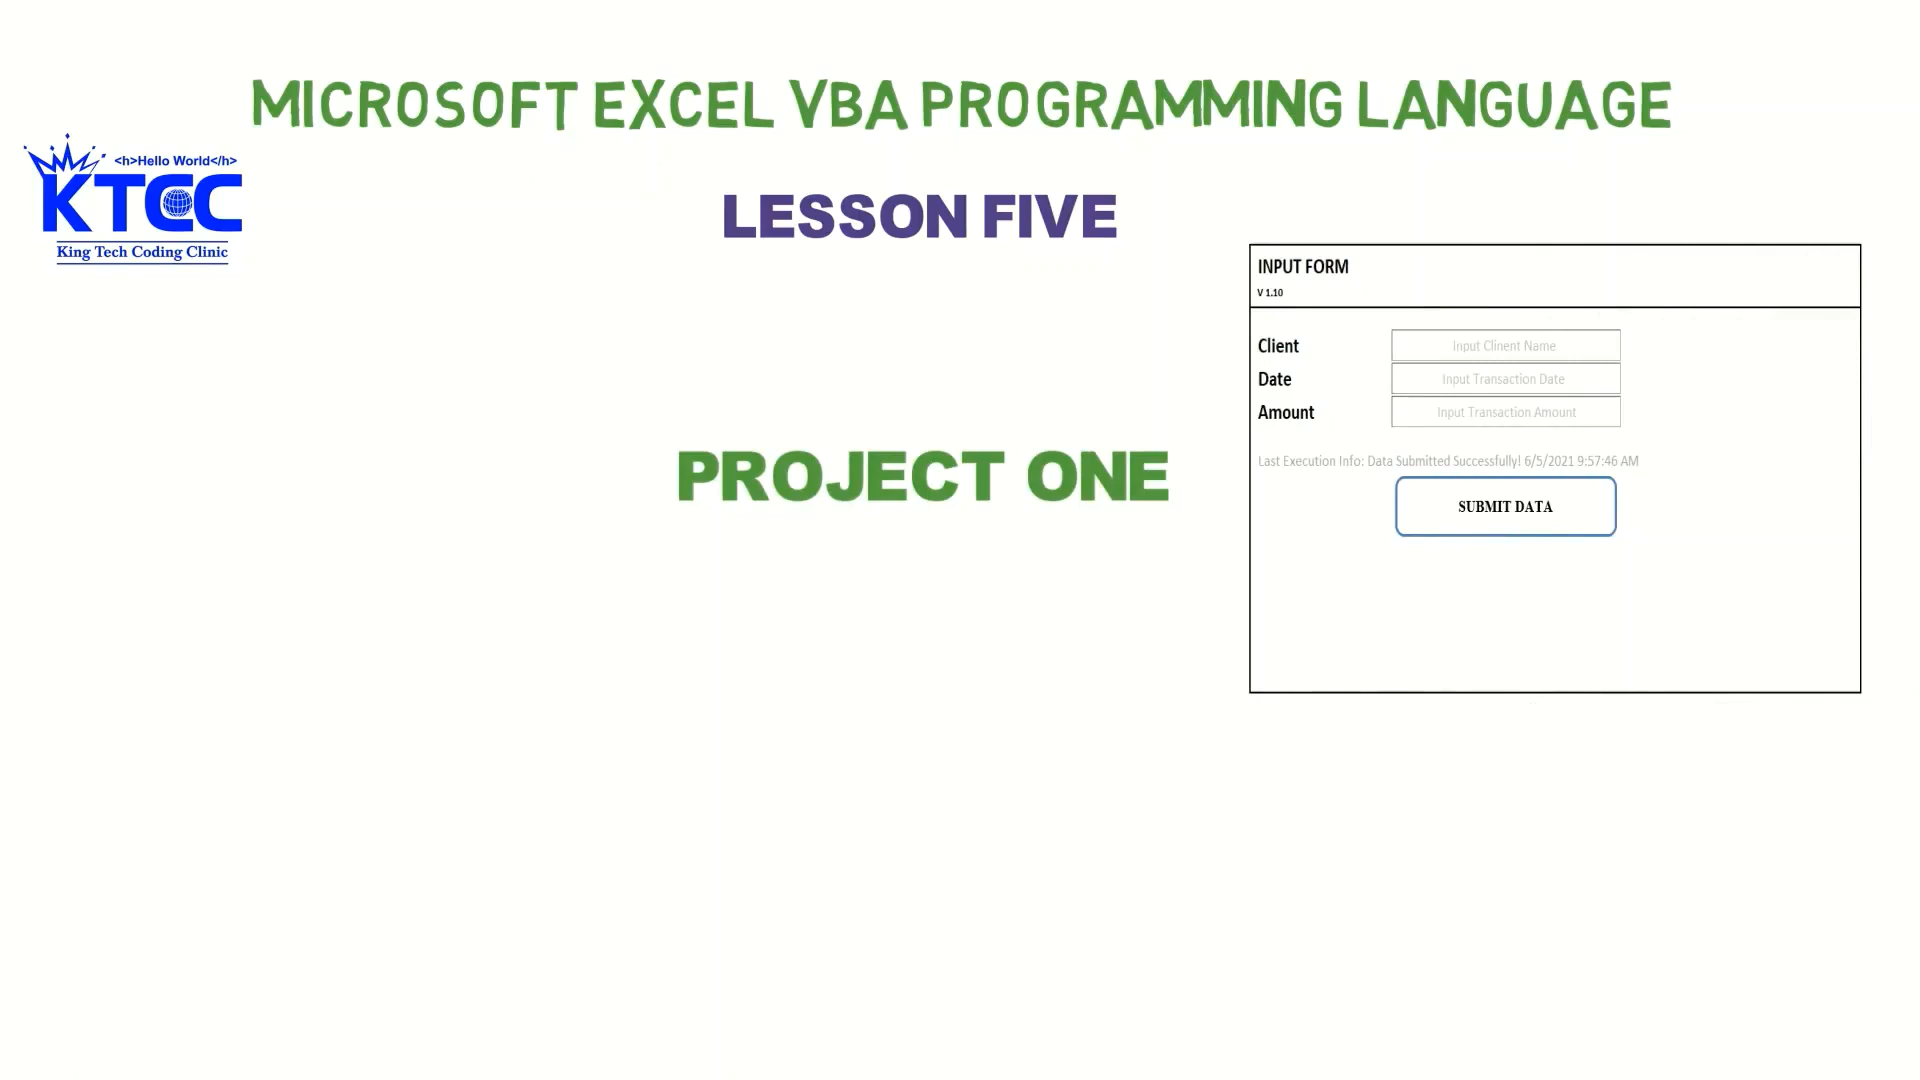 MICROSOFT EXCEL VBA PROGRAMMING LANGUAGE
<h>Hello World</h>
KTCC
King Tech Coding Clinic
LESSON FIVE
INPUT FORM
V 1.10
Client Input Clinent Name
Date Input Transaction Date
Amount Input Transaction Amount
Last Execution Info: Data Submitted Successfully! 6/5/2021 9:57:46 AM
SUBMIT DATA
PROJECT ONE